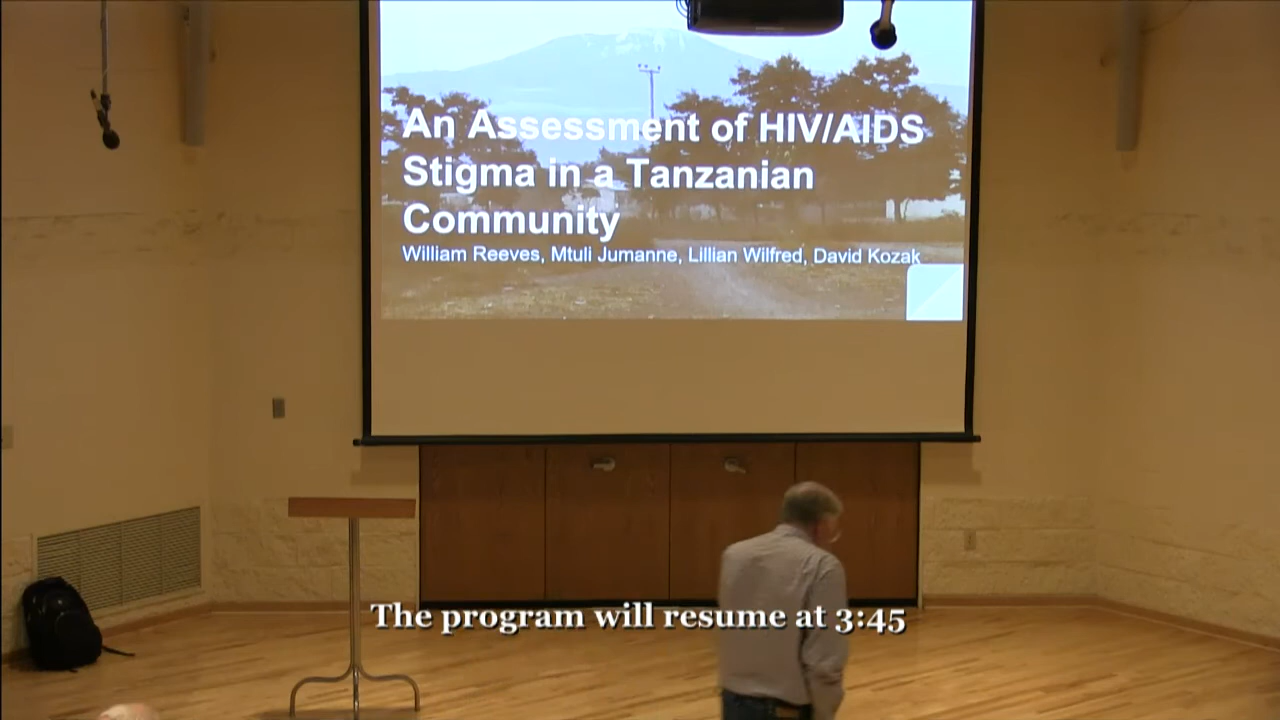 An Assessment of HIV/AIDS
Stigma in a Tanzanian
Community
William Reeves, Mtuli Jumanne, Lillian Wilfred, David Kozak
The program will resume at 3:45